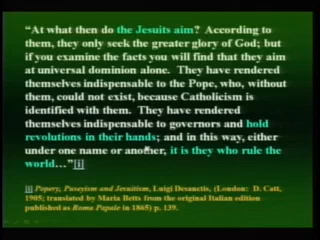 “At what then do the Jesuits aim? According to
them, they only seek the greater glory of God; but
if you examine the facts you will find that they aim
at universal dominion alone. They have rendered
themselves indispensable to the Pope, who, without
them, could not exist, because Catholicism is
identified with them. They have rendered
themselves indispensable to governors and hold
revolutions in their hands; and in this way, either
under one name or another, it is they who rule the
world…”[i]
[i] Popery, Puseyism and Jesuitism, Luigi Desanctis, (London: D. Catt,
1905; translated by Maria Betts from the original Italian edition
published as Roma Papale in 1865) p. 139.